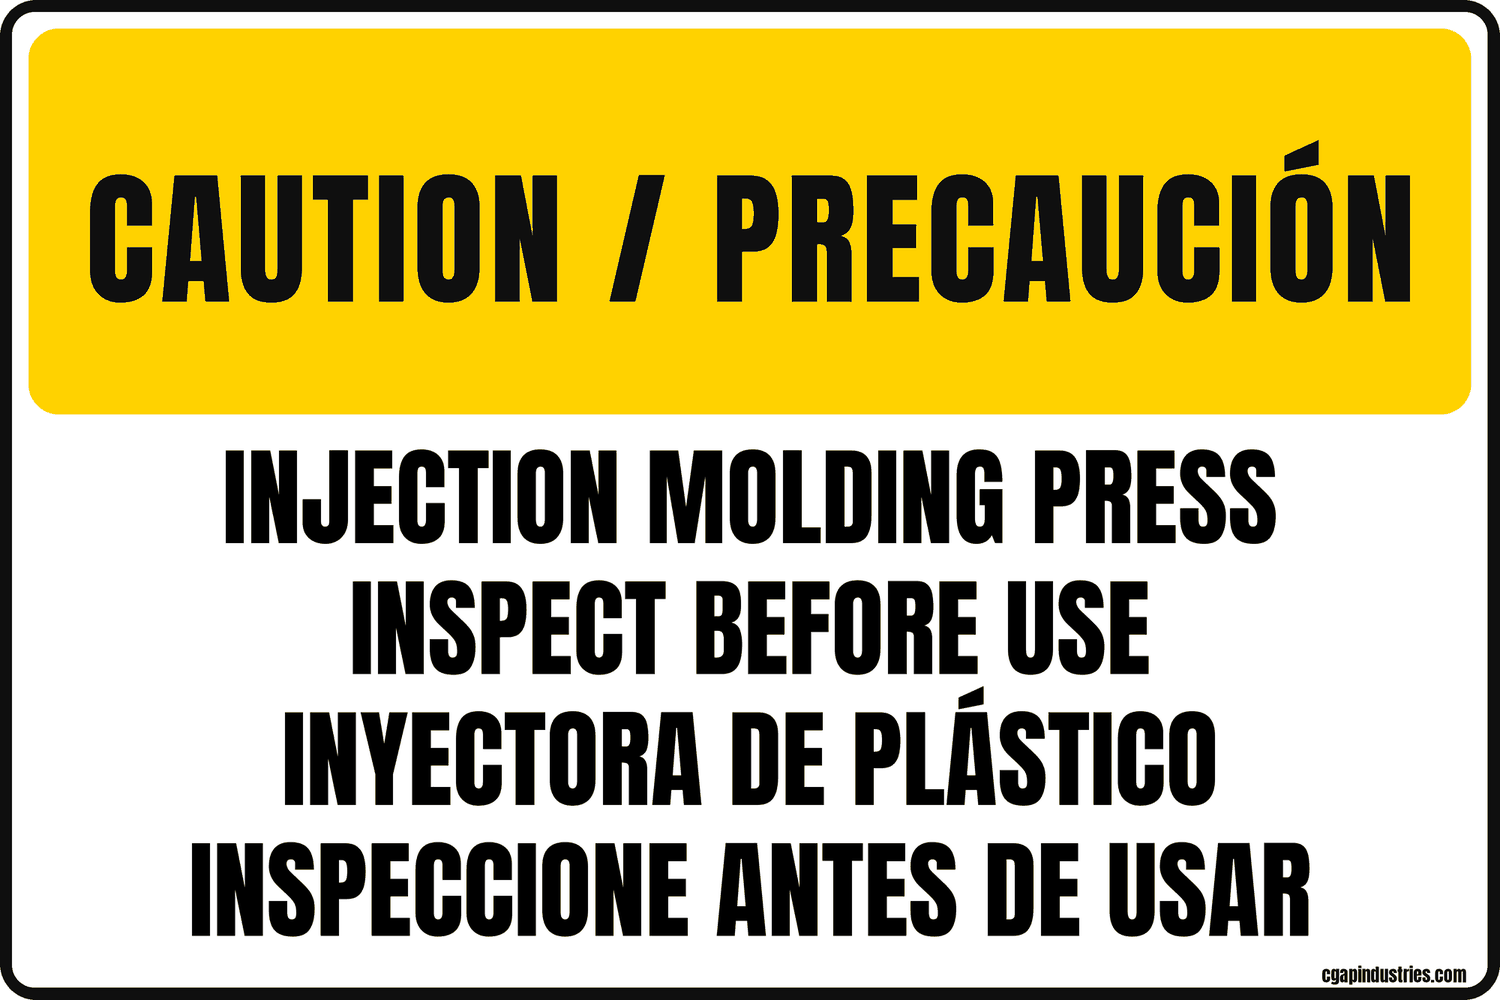 CAUTION / PRECAUCIÓN
INJECTION MOLDING PRESS
INSPECT BEFORE USE
INYECTORA DE PLÁSTICO
INSPECCIONE ANTES DE USAR
cgapindustries.com